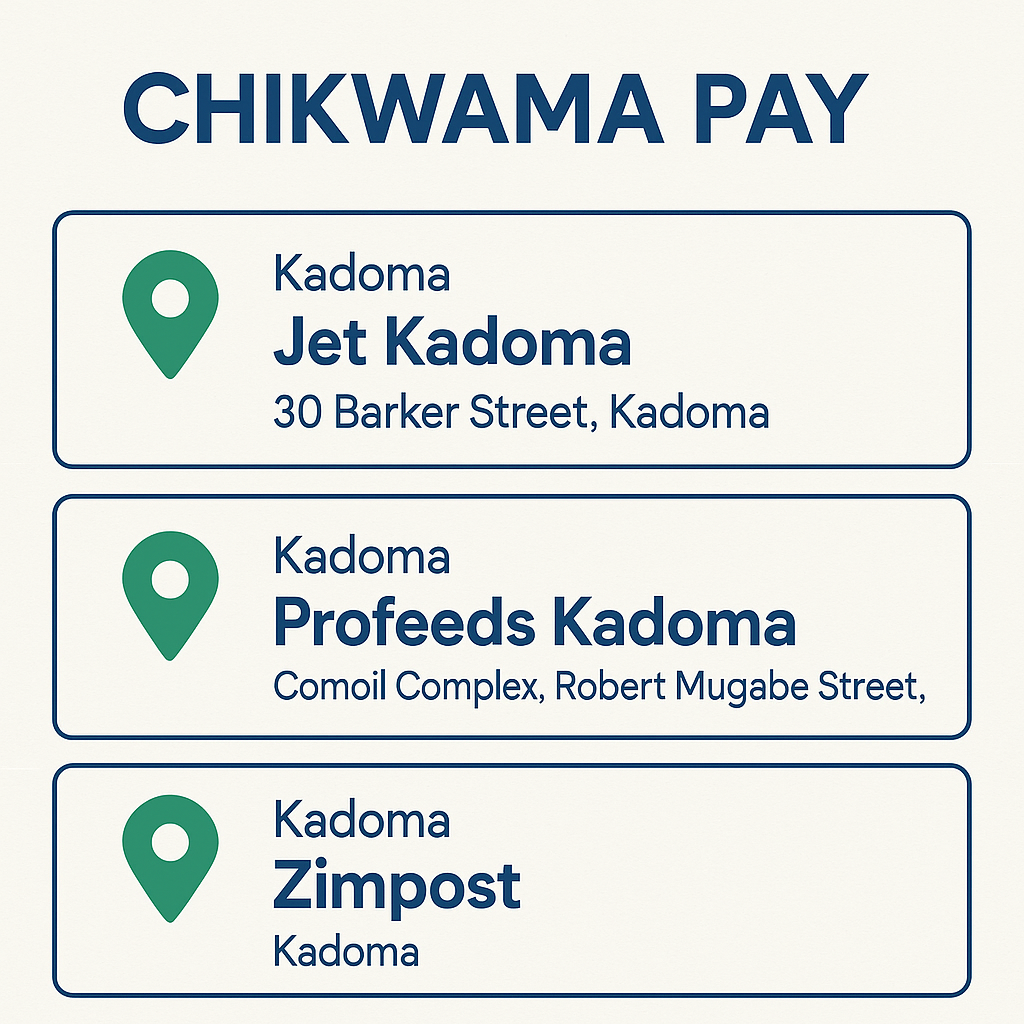 CHIKWAMA PAY
Kadoma
Jet Kadoma
30 Barker Street, Kadoma
Kadoma
Profeeds Kadoma
Comoil Complex, Robert Mugabe Street,
Kadoma
Zimpost
Kadoma